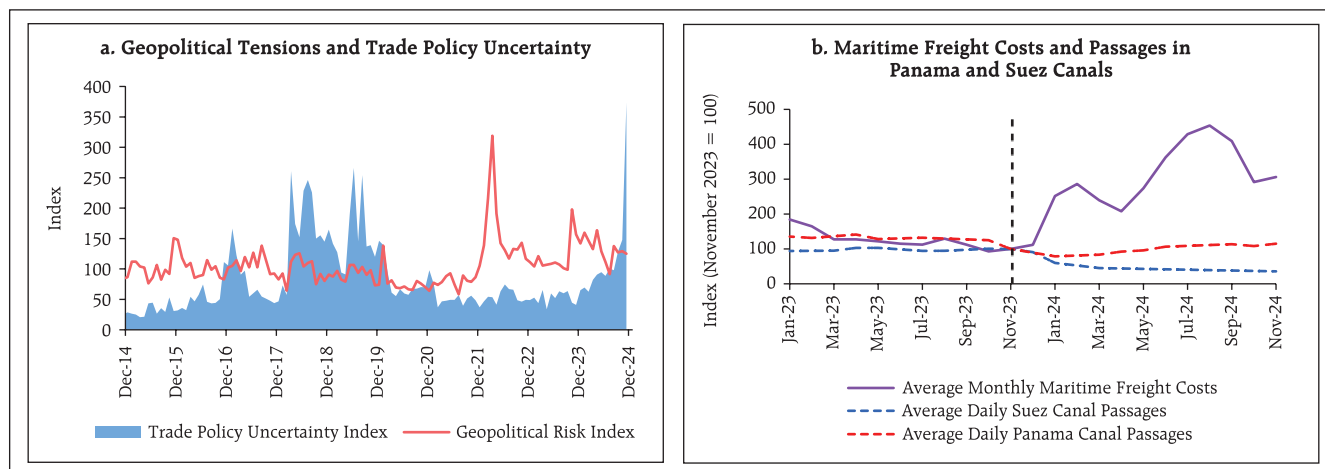 a. Geopolitical Tensions and Trade Policy Uncertainty
400
350
300
250
200
150
100
50
0
Index
Dec-14
Dec-15
Dec-16
Dec-17
Dec-18
Dec-19
Dec-20
Dec-21
Dec-22
Dec-23
Dec-24
Trade Policy Uncertainty Index
Geopolitical Risk Index
b. Maritime Freight Costs and Passages in
Panama and Suez Canals
500
400
300
200
100
0
Index (November 2023 = 100)
Jan-23
Mar-23
May-23
Jul-23
Sep-23
Nov-23
Jan-24
Mar-24
May-24
Jul-24
Sep-24
Nov-24
Average Monthly Maritime Freight Costs
Average Daily Suez Canal Passages
Average Daily Panama Canal Passages